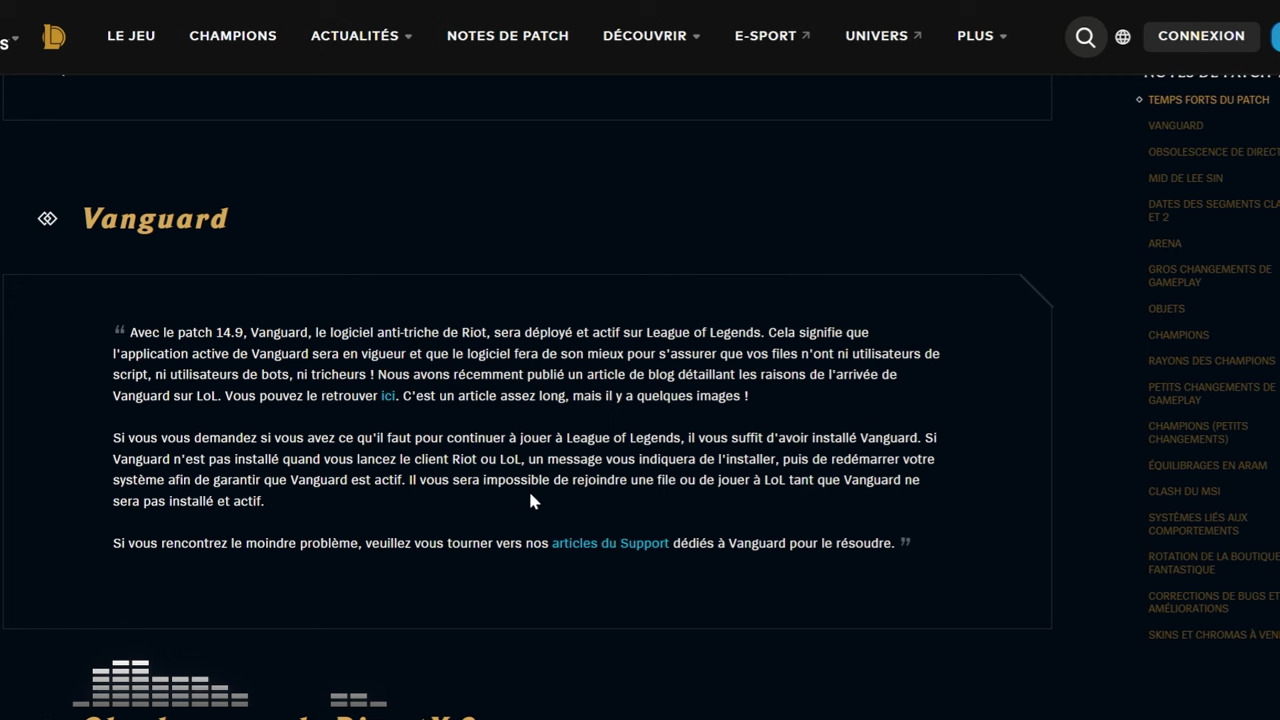 S
LE JEU CHAMPIONS ACTUALITÉS NOTES DE PATCH DÉCOUVRIR E-SPORT UNIVERS PLUS CONNEXION
TEMPS FORTS DU PATCH
VANGUARD
OBSOLESCENCE DE DIRECT
MID DE LEE SIN
DATES DES SEGMENTS CLA
ET 2
ARENA
GROS CHANGEMENTS DE
GAMEPLAY
OBJETS
CHAMPIONS
RAYONS DES CHAMPIONS
PETITS CHANGEMENTS DE
GAMEPLAY
CHAMPIONS (PETITS
CHANGEMENTS)
ÉQUILIBRAGES EN ARAM
CLASH DU MSI
SYSTÈMES LIÉS AUX
COMPORTEMENTS
ROTATION DE LA BOUTIQUE
FANTASTIQUE
CORRECTIONS DE BUGS ET
AMÉLIORATIONS
SKINS ET CHROMAS À VEN
Vanguard
“ Avec le patch 14.9, Vanguard, le logiciel anti-triche de Riot, sera déployé et actif sur League of Legends. Cela signifie que
l'application active de Vanguard sera en vigueur et que le logiciel fera de son mieux pour s'assurer que vos files n'ont ni utilisateurs de
script, ni utilisateurs de bots, ni tricheurs ! Nous avons récemment publié un article de blog détaillant les raisons de l'arrivée de
Vanguard sur LoL. Vous pouvez le retrouver ici. C'est un article assez long, mais il y a quelques images !
Si vous vous demandez si vous avez ce qu'il faut pour continuer à jouer à League of Legends, il vous suffit d'avoir installé Vanguard. Si
Vanguard n'est pas installé quand vous lancez le client Riot ou LoL, un message vous indiquera de l'installer, puis de redémarrer votre
système afin de garantir que Vanguard est actif. Il vous sera impossible de rejoindre une file ou de jouer à LoL tant que Vanguard ne
sera pas installé et actif.
Si vous rencontrez le moindre problème, veuillez vous tourner vers nos articles du Support dédiés à Vanguard pour le résoudre. ”